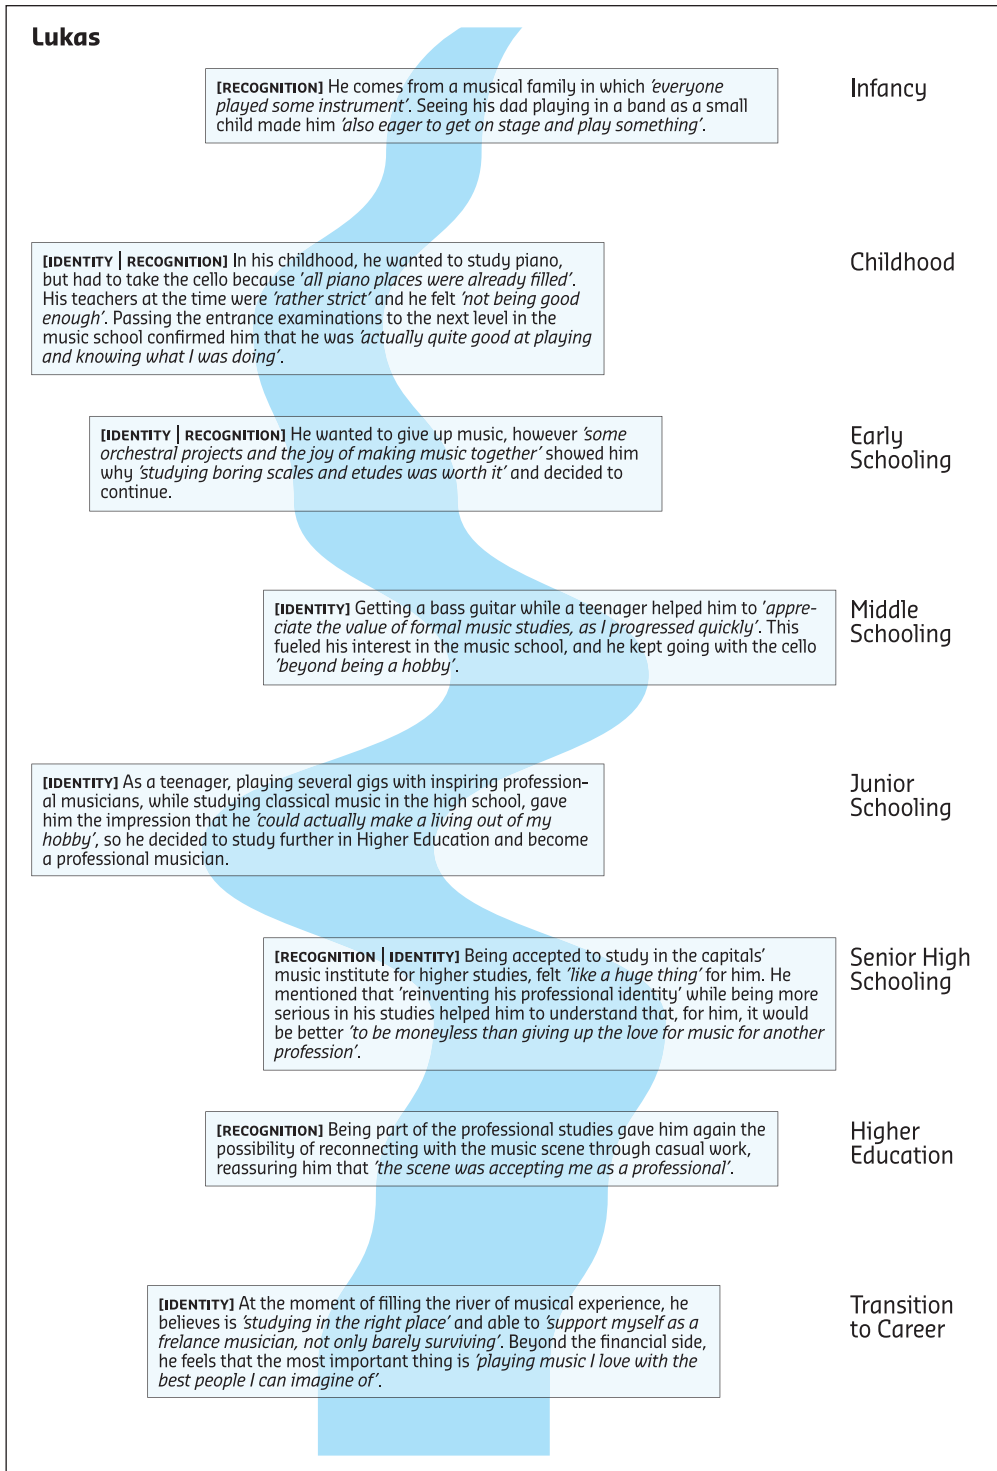 Lukas
[RECOGNITION] He comes from a musical family in which 'everyone
played some instrument'. Seeing his dad playing in a band as a small
child made him 'also eager to get on stage and play something'.
Infancy
[IDENTITY | RECOGNITION] In his childhood, he wanted to study piano,
but had to take the cello because 'all piano places were already filled'.
His teachers at the time were 'rather strict' and he felt 'not being good
enough'. Passing the entrance examinations to the next level in the
music school confirmed him that he was 'actually quite good at playing
and knowing what I was doing'.
Childhood
[IDENTITY | RECOGNITION] He wanted to give up music, however 'some
orchestral projects and the joy of making music together' showed him
why 'studying boring scales and etudes was worth it' and decided to
continue.
Early
Schooling
[IDENTITY] Getting a bass guitar while a teenager helped him to 'appre-
ciate the value of formal music studies, as I progressed quickly'. This
fueled his interest in the music school, and he kept going with the cello
'beyond being a hobby'.
Middle
Schooling
[IDENTITY] As a teenager, playing several gigs with inspiring profession-
al musicians, while studying classical music in the high school, gave
him the impression that he 'could actually make a living out of my
hobby', so he decided to study further in Higher Education and become
a professional musician.
Junior
Schooling
[RECOGNITION | IDENTITY] Being accepted to study in the capitals'
music institute for higher studies, felt 'like a huge thing' for him. He
mentioned that 'reinventing his professional identity' while being more
serious in his studies helped him to understand that, for him, it would
be better 'to be moneyless than giving up the love for music for another
profession'.
Senior High
Schooling
[RECOGNITION] Being part of the professional studies gave him again the
possibility of reconnecting with the music scene through casual work,
reassuring him that 'the scene was accepting me as a professional'.
Higher
Education
[IDENTITY] At the moment of filling the river of musical experience, he
believes is 'studying in the right place' and able to 'support myself as a
frelance musician, not only barely surviving'. Beyond the financial side,
he feels that the most important thing is 'playing music I love with the
best people I can imagine of'.
Transition
to Career